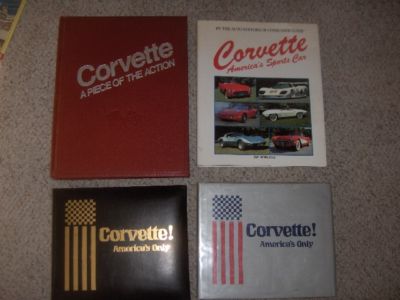 Corvette
A PIECE OF THE ACTION
BY THE AUTO EDITORS OF CONSUMER GUIDE
Corvette
America's Sports Car
Corvette!
America's Only
Corvette!
America's Only